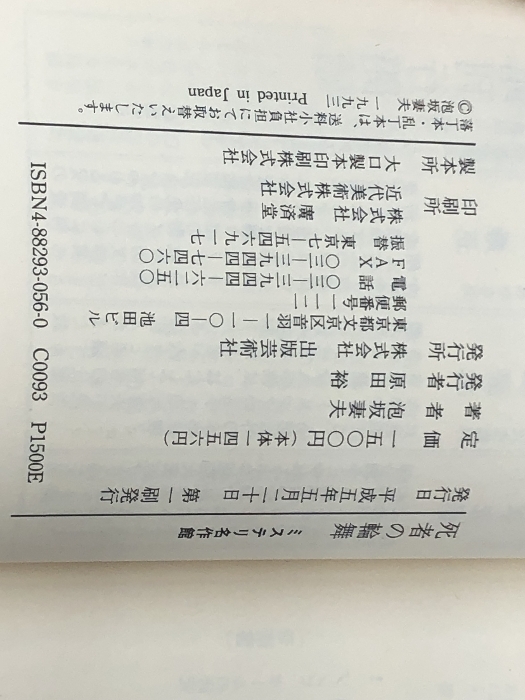 死者の輪舞 ミステリ名作館
発行日 平成五年五月二十日 第一刷発行
定価 一五〇〇円(本体一四五六円)
著者 泡坂妻夫
発行者 原田裕
発行所 株式会社 出版芸術社
東京都文京区音羽一―一〇―四 池田ビル
郵便番号一一二
電話 〇三―三九四四―六二五〇
FAX 〇三―三九四四―七四六〇
振替 東京七―五四六九一七
印刷所 株式会社 廣済堂
近代美術株式会社
製本所 大口製本印刷株式会社
落丁本・乱丁本は、送料小社負担にてお取替えいたします。
©泡坂妻夫 一九九三
Printed in Japan
ISBN4-88293-056-0 C0093 P1500E